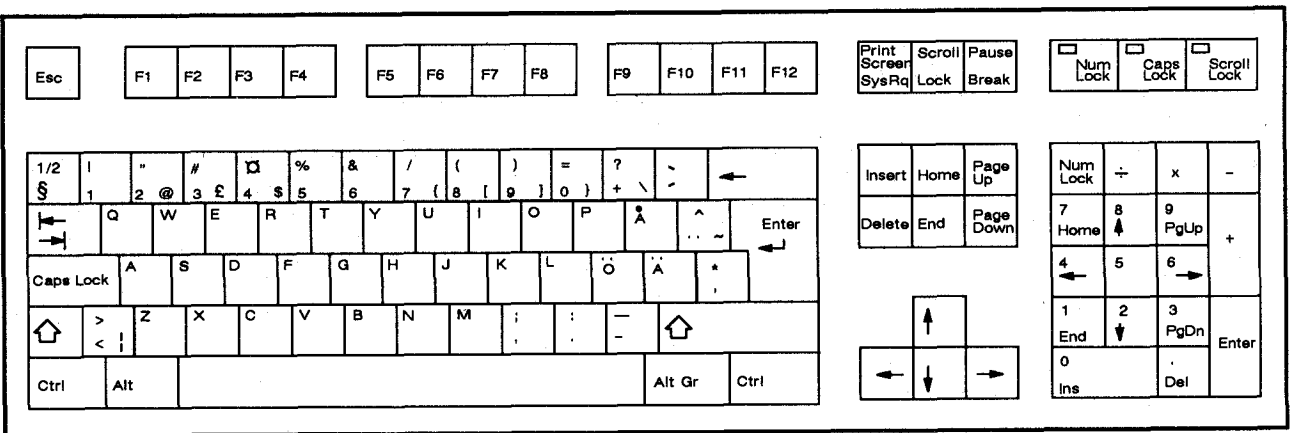 Esc F1 F2 F3 F4 F5 F6 F7 F8 F9 F10 F11 F12 Print Screen SysRq Scroll Lock Pause Break Num Lock Caps Lock Scroll Lock
1/2 § ! 1 " 2 @ # 3 £ ¤ 4 $ % 5 & 6 / 7 { ( 8 [ ) 9 ] = 0 } ? + \ ` ´ ← Insert Home Page Up Num Lock ÷ x −
Q W E R T Y U I O P Å ^ ¨ ~ Enter Delete End Page Down 7 Home 8 ↑ 9 PgUp +
Caps Lock A S D F G H J K L Ö Ä * ' 4 ← 5 6 →
> < ¦ Z X C V B N M ; , : . — - ↑ 1 End 2 ↓ 3 PgDn Enter
Ctrl Alt Alt Gr Ctrl ← ↓ → 0 Ins . Del